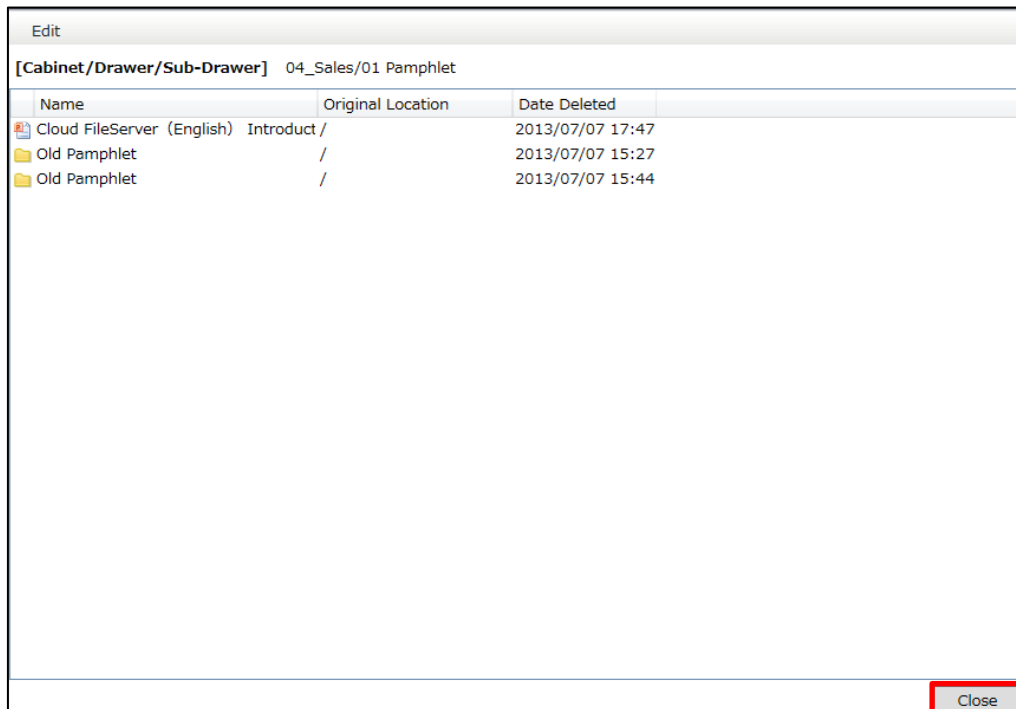 Edit
[Cabinet/Drawer/Sub-Drawer] 04_Sales/01 Pamphlet
Name Original Location Date Deleted
Cloud FileServer（English） Introduct / 2013/07/07 17:47
Old Pamphlet / 2013/07/07 15:27
Old Pamphlet / 2013/07/07 15:44
Close